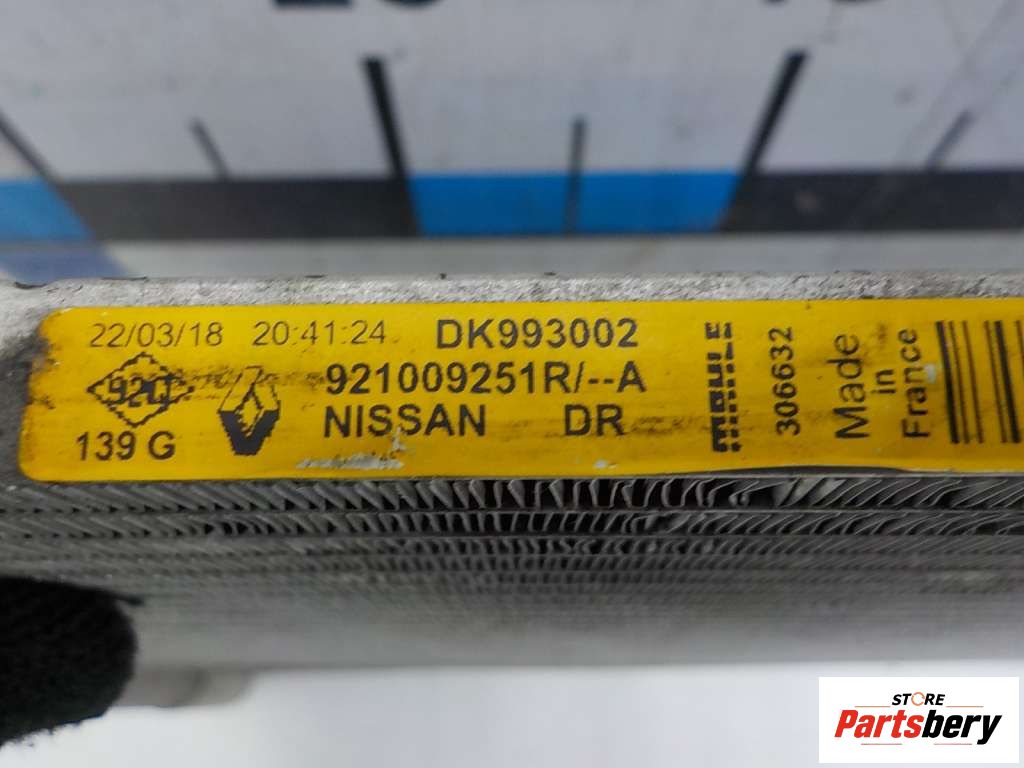 22/03/18 20:41:24 DK993002
921009251R/--A
NISSAN DR
139 G
MAHLE
306632
Made
in
France
STORE
Partsbery